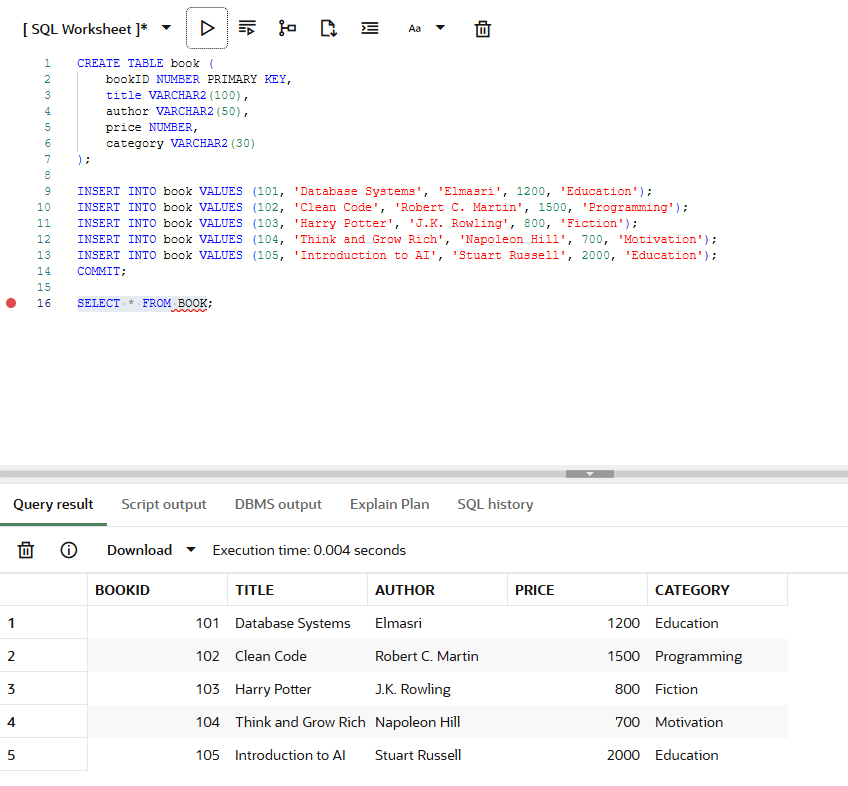 [ SQL Worksheet ]* Aa
1 CREATE TABLE book (
2 bookID NUMBER PRIMARY KEY,
3 title VARCHAR2(100),
4 author VARCHAR2(50),
5 price NUMBER,
6 category VARCHAR2(30)
7 );
8
9 INSERT INTO book VALUES (101, 'Database Systems', 'Elmasri', 1200, 'Education');
10 INSERT INTO book VALUES (102, 'Clean Code', 'Robert C. Martin', 1500, 'Programming');
11 INSERT INTO book VALUES (103, 'Harry Potter', 'J.K. Rowling', 800, 'Fiction');
12 INSERT INTO book VALUES (104, 'Think and Grow Rich', 'Napoleon Hill', 700, 'Motivation');
13 INSERT INTO book VALUES (105, 'Introduction to AI', 'Stuart Russell', 2000, 'Education');
14 COMMIT;
15
16 SELECT * FROM BOOK;
Query result Script output DBMS output Explain Plan SQL history
Download Execution time: 0.004 seconds
BOOKID TITLE AUTHOR PRICE CATEGORY
1 101 Database Systems Elmasri 1200 Education
2 102 Clean Code Robert C. Martin 1500 Programming
3 103 Harry Potter J.K. Rowling 800 Fiction
4 104 Think and Grow Rich Napoleon Hill 700 Motivation
5 105 Introduction to AI Stuart Russell 2000 Education